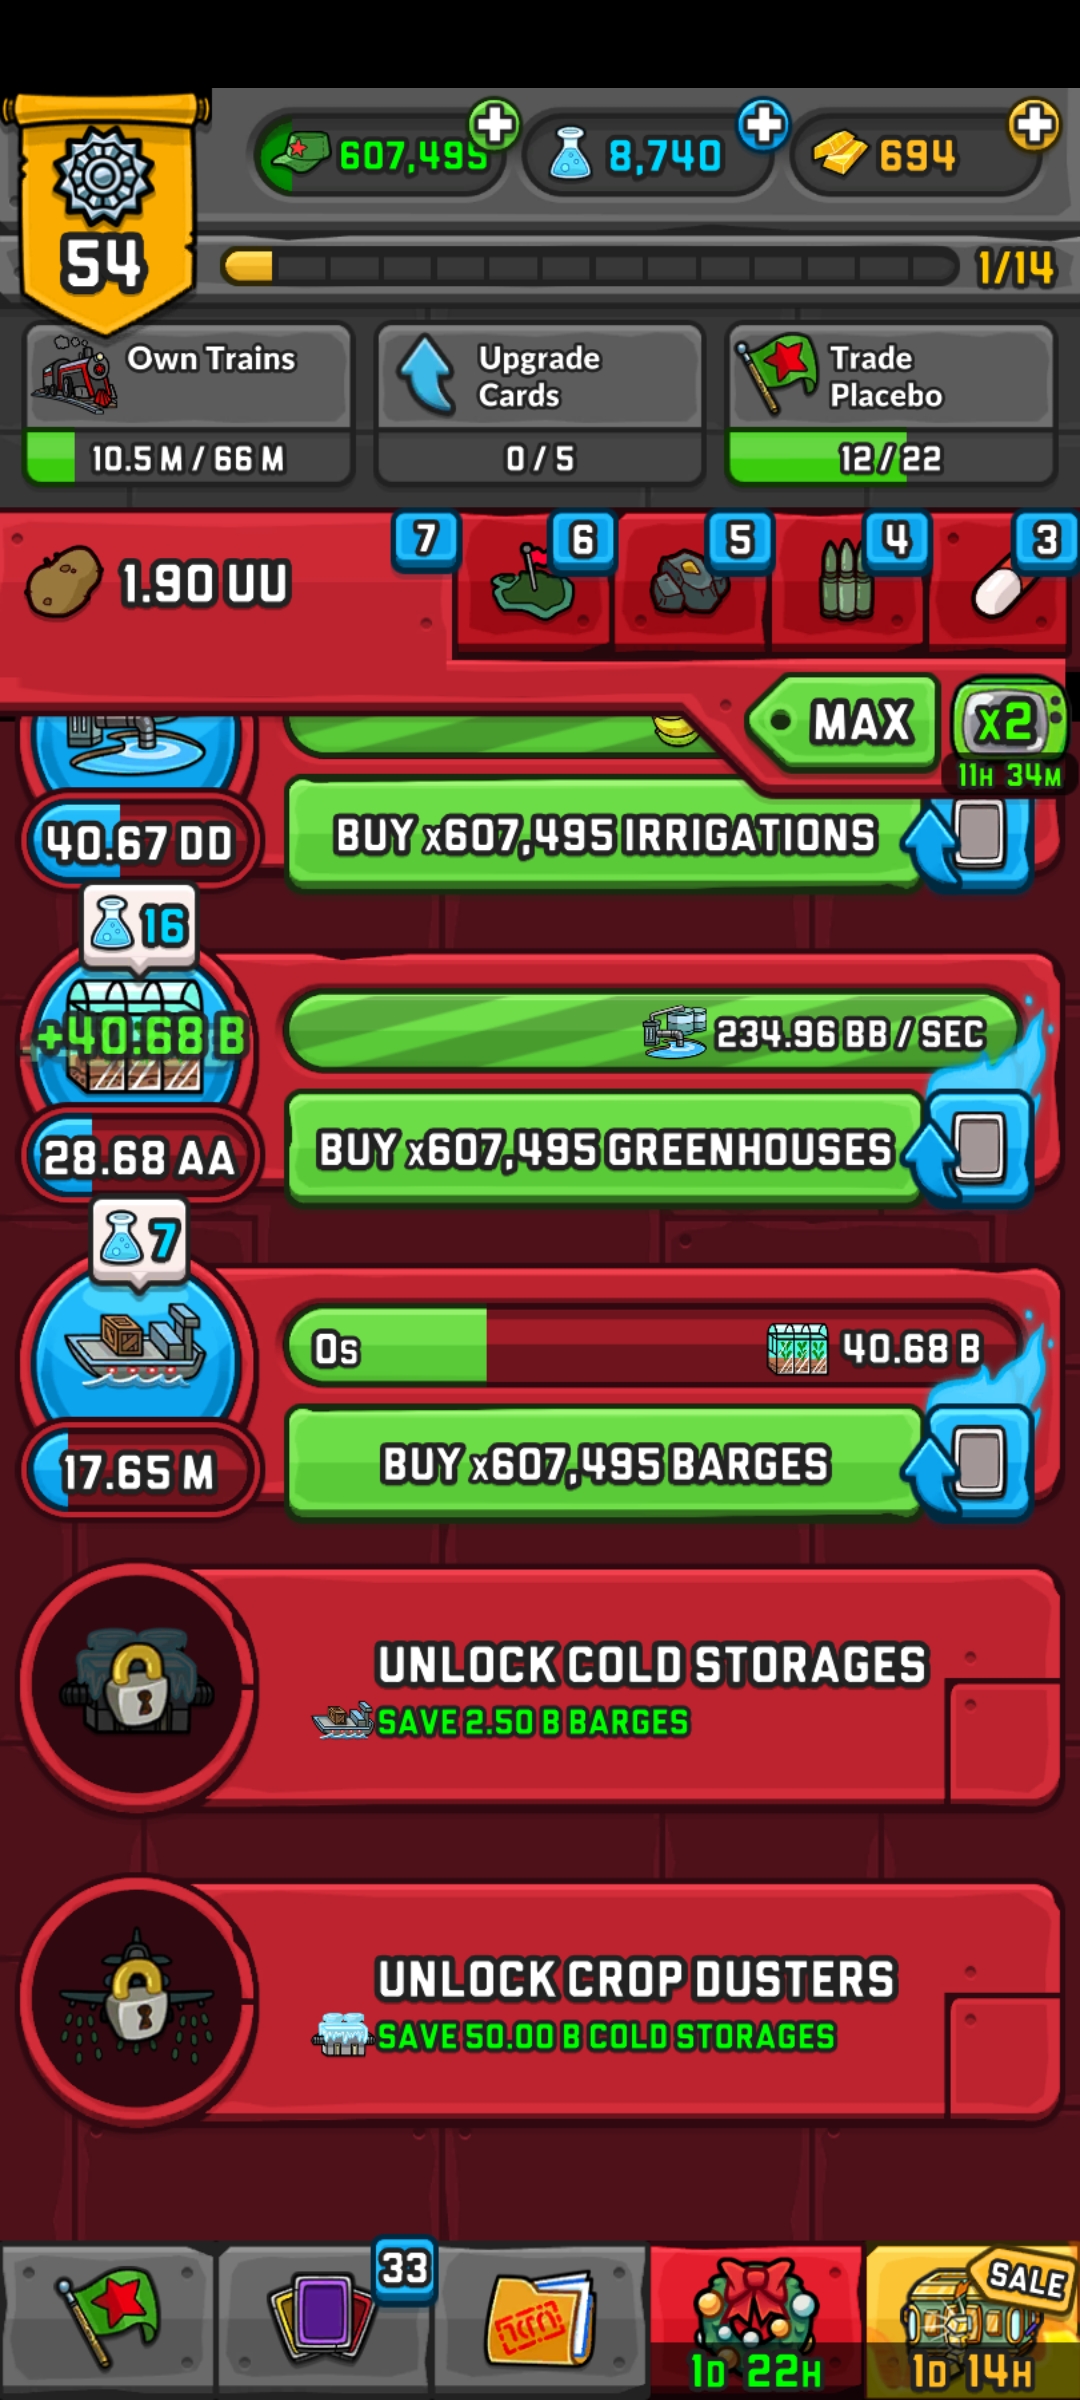 607,495
8,740
694
54
1/14
Own Trains
10.5 M / 66 M
Upgrade
Cards
0 / 5
Trade
Placebo
12 / 22
1.90 UU
7
6
5
4
3
MAX
x2
11H 34M
40.67 DD
BUY x607,495 IRRIGATIONS
16
+40.68 B
234.96 BB / SEC
28.68 AA
BUY x607,495 GREENHOUSES
7
0s
40.68 B
17.65 M
BUY x607,495 BARGES
UNLOCK COLD STORAGES
SAVE 2.50 B BARGES
UNLOCK CROP DUSTERS
SAVE 50.00 B COLD STORAGES
33
1D 22H
SALE
1D 14H